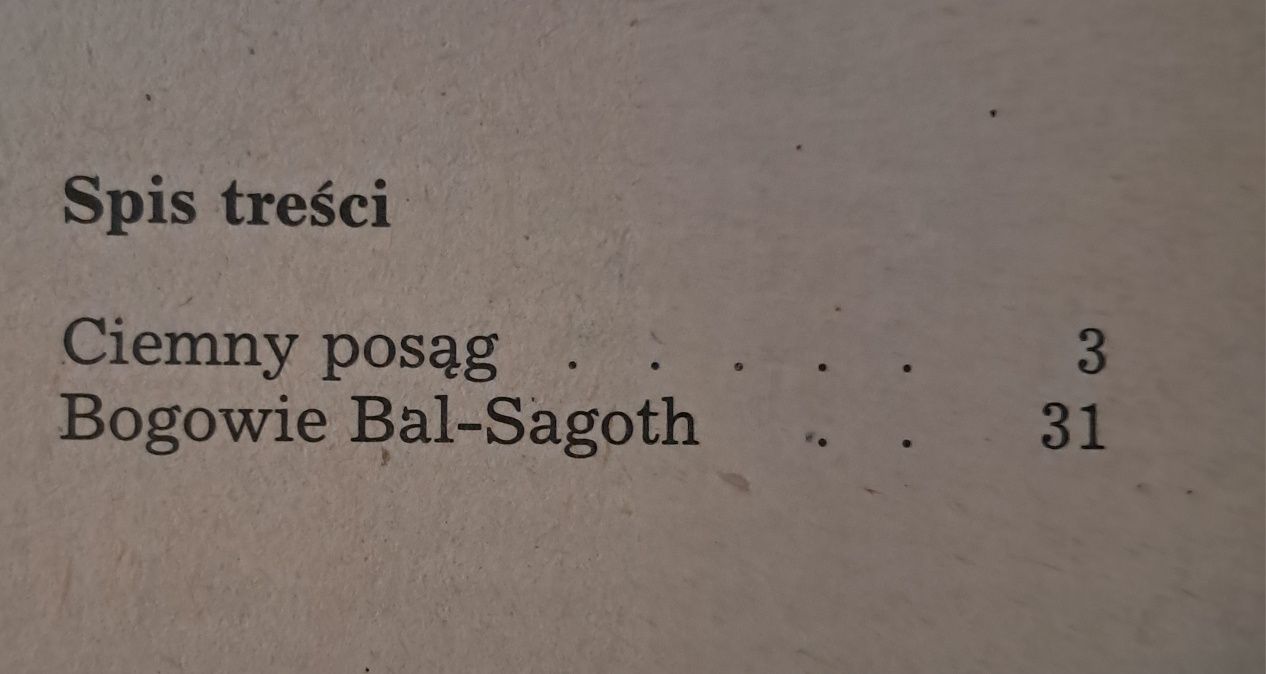 Spis treści
Ciemny posąg . . . . . 3
Bogowie Bal-Sagoth . . 31